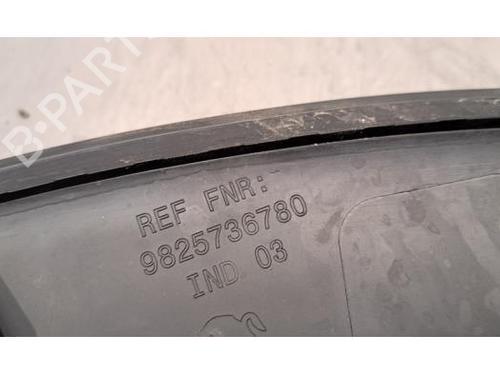 B-PARTS
REF FNR:-
9825736780
IND 03